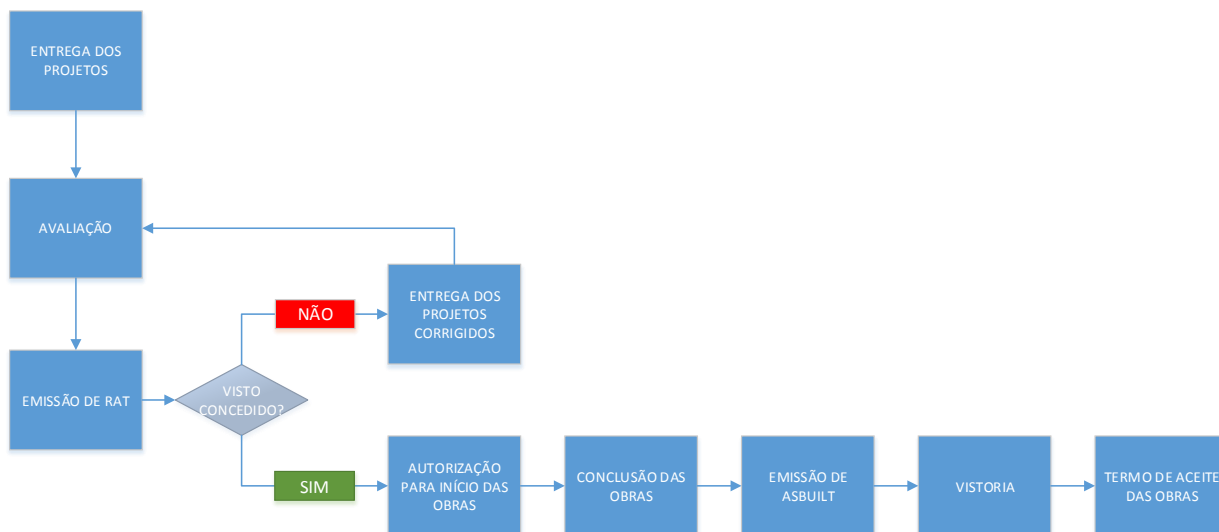 ENTREGA DOS
PROJETOS
AVALIAÇÃO
EMISSÃO DE RAT
VISTO
CONCEDIDO?
NÃO
ENTREGA DOS
PROJETOS
CORRIGIDOS
SIM
AUTORIZAÇÃO
PARA INÍCIO DAS
OBRAS
CONCLUSÃO DAS
OBRAS
EMISSÃO DE
ASBUILT
VISTORIA
TERMO DE ACEITE
DAS OBRAS